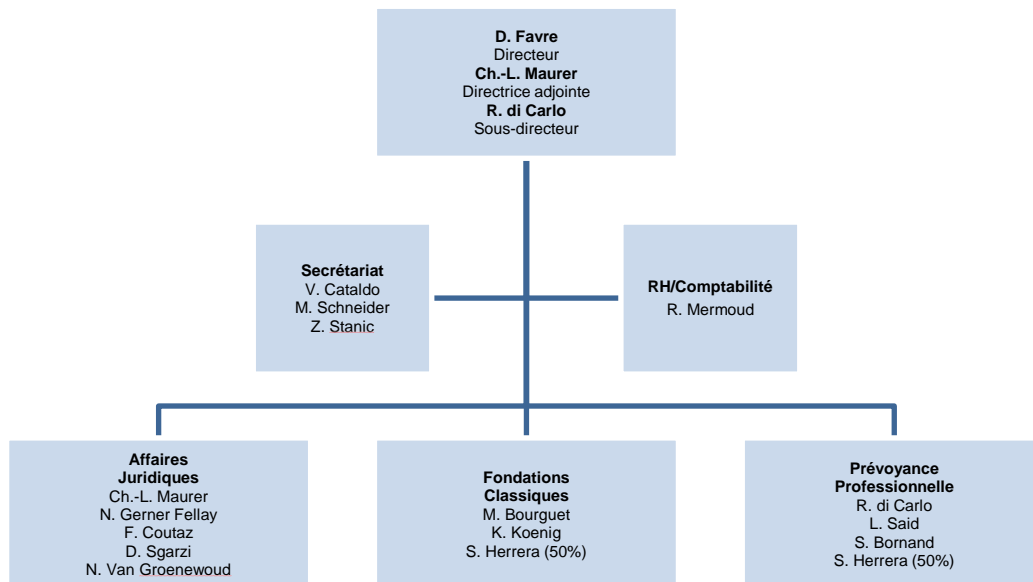 D. Favre
Directeur
Ch.-L. Maurer
Directrice adjointe
R. di Carlo
Sous-directeur
Secrétariat
V. Cataldo
M. Schneider
Z. Stanic
RH/Comptabilité
R. Mermoud
Affaires
Juridiques
Ch.-L. Maurer
N. Gerner Fellay
F. Coutaz
D. Sgarzi
N. Van Groenewoud
Fondations
Classiques
M. Bourguet
K. Koenig
S. Herrera (50%)
Prévoyance
Professionnelle
R. di Carlo
L. Said
S. Bornand
S. Herrera (50%)